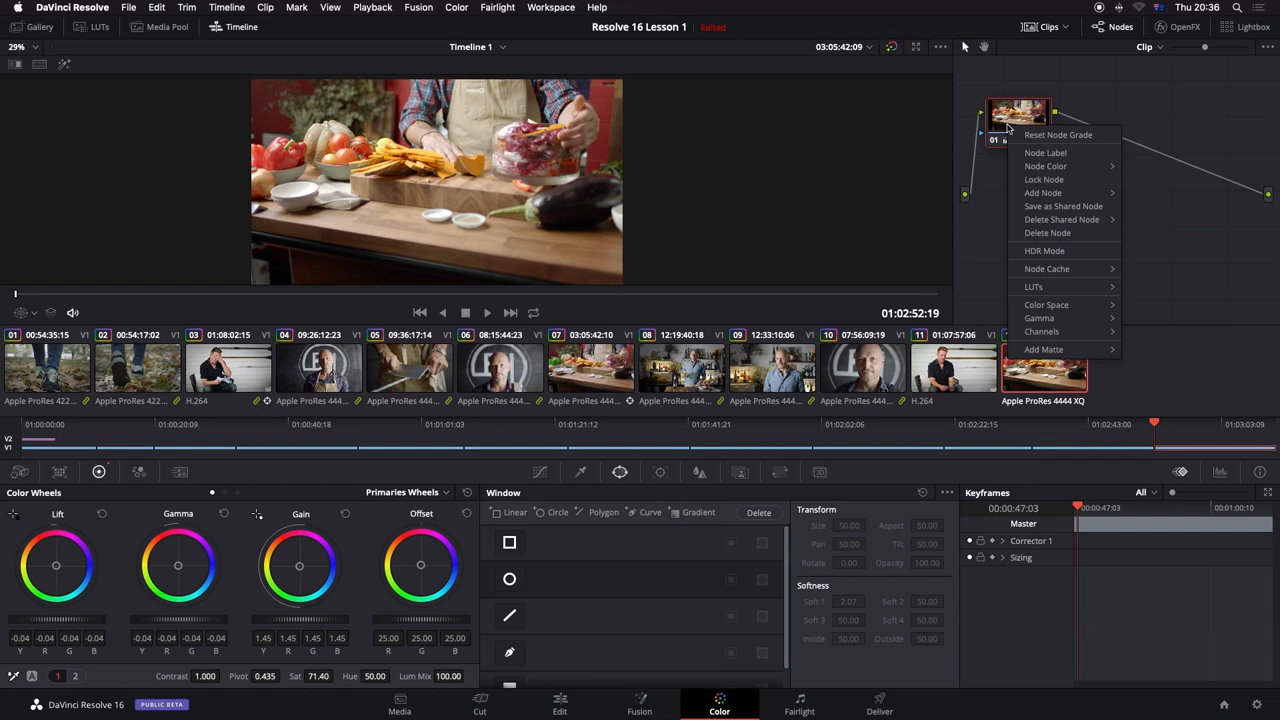 DaVinci Resolve File Edit Trim Timeline Clip Mark View Playback Fusion Color Fairlight Workspace Help Thu 20:36
Gallery LUTs Media Pool Timeline Resolve 16 Lesson 1 Edited Clips Nodes OpenFX Lightbox
29% Timeline 1 03:05:42:09 Clip
01
Reset Node Grade
Node Label
Node Color
Lock Node
Add Node
Save as Shared Node
Delete Shared Node
Delete Node
HDR Mode
Node Cache
LUTs
Color Space
Gamma
Channels
Add Matte
01:02:52:19
01 00:54:35:15 V1 02 00:54:17:02 V1 03 01:08:02:15 V1 04 09:26:12:23 V1 05 09:36:17:14 V1 06 08:15:44:23 V1 07 03:05:42:10 V1 08 12:19:40:18 V1 09 12:33:10:06 V1 10 07:56:09:19 V1 11 01:07:57:06 V1
Apple ProRes 422... Apple ProRes 422... H.264 Apple ProRes 444... Apple ProRes 444... Apple ProRes 444... Apple ProRes 444... Apple ProRes 444... Apple ProRes 444... Apple ProRes 444... H.264 Apple ProRes 4444 XQ
01:00:00:00 01:00:20:09 01:00:40:18 01:01:01:03 01:01:21:12 01:01:41:21 01:02:02:06 01:02:22:15 01:02:43:00 01:03:03:09
V2
V1
Color Wheels Primaries Wheels Window Keyframes All
Lift Gamma Gain Offset
Linear Circle Polygon Curve Gradient Delete
Transform
Size 50.00 Aspect 50.00
Pan 50.00 Tilt 50.00
Rotate 0.00 Opacity 100.00
Softness
Soft 1 2.07 Soft 2 50.00
Soft 3 50.00 Soft 4 50.00
Inside 50.00 Outside 50.00
00:00:47:03 00:00:47:03 00:01:00:10
Master
Corrector 1
Sizing
-0.04 -0.04 -0.04 -0.04 -0.04 -0.04 -0.04 -0.04 1.45 1.45 1.45 1.45 25.00 25.00 25.00
Y R G B Y R G B Y R G B R G B
A 1 2 Contrast 1.000 Pivot 0.435 Sat 71.40 Hue 50.00 Lum Mix 100.00
DaVinci Resolve 16 PUBLIC BETA Media Cut Edit Fusion Color Fairlight Deliver